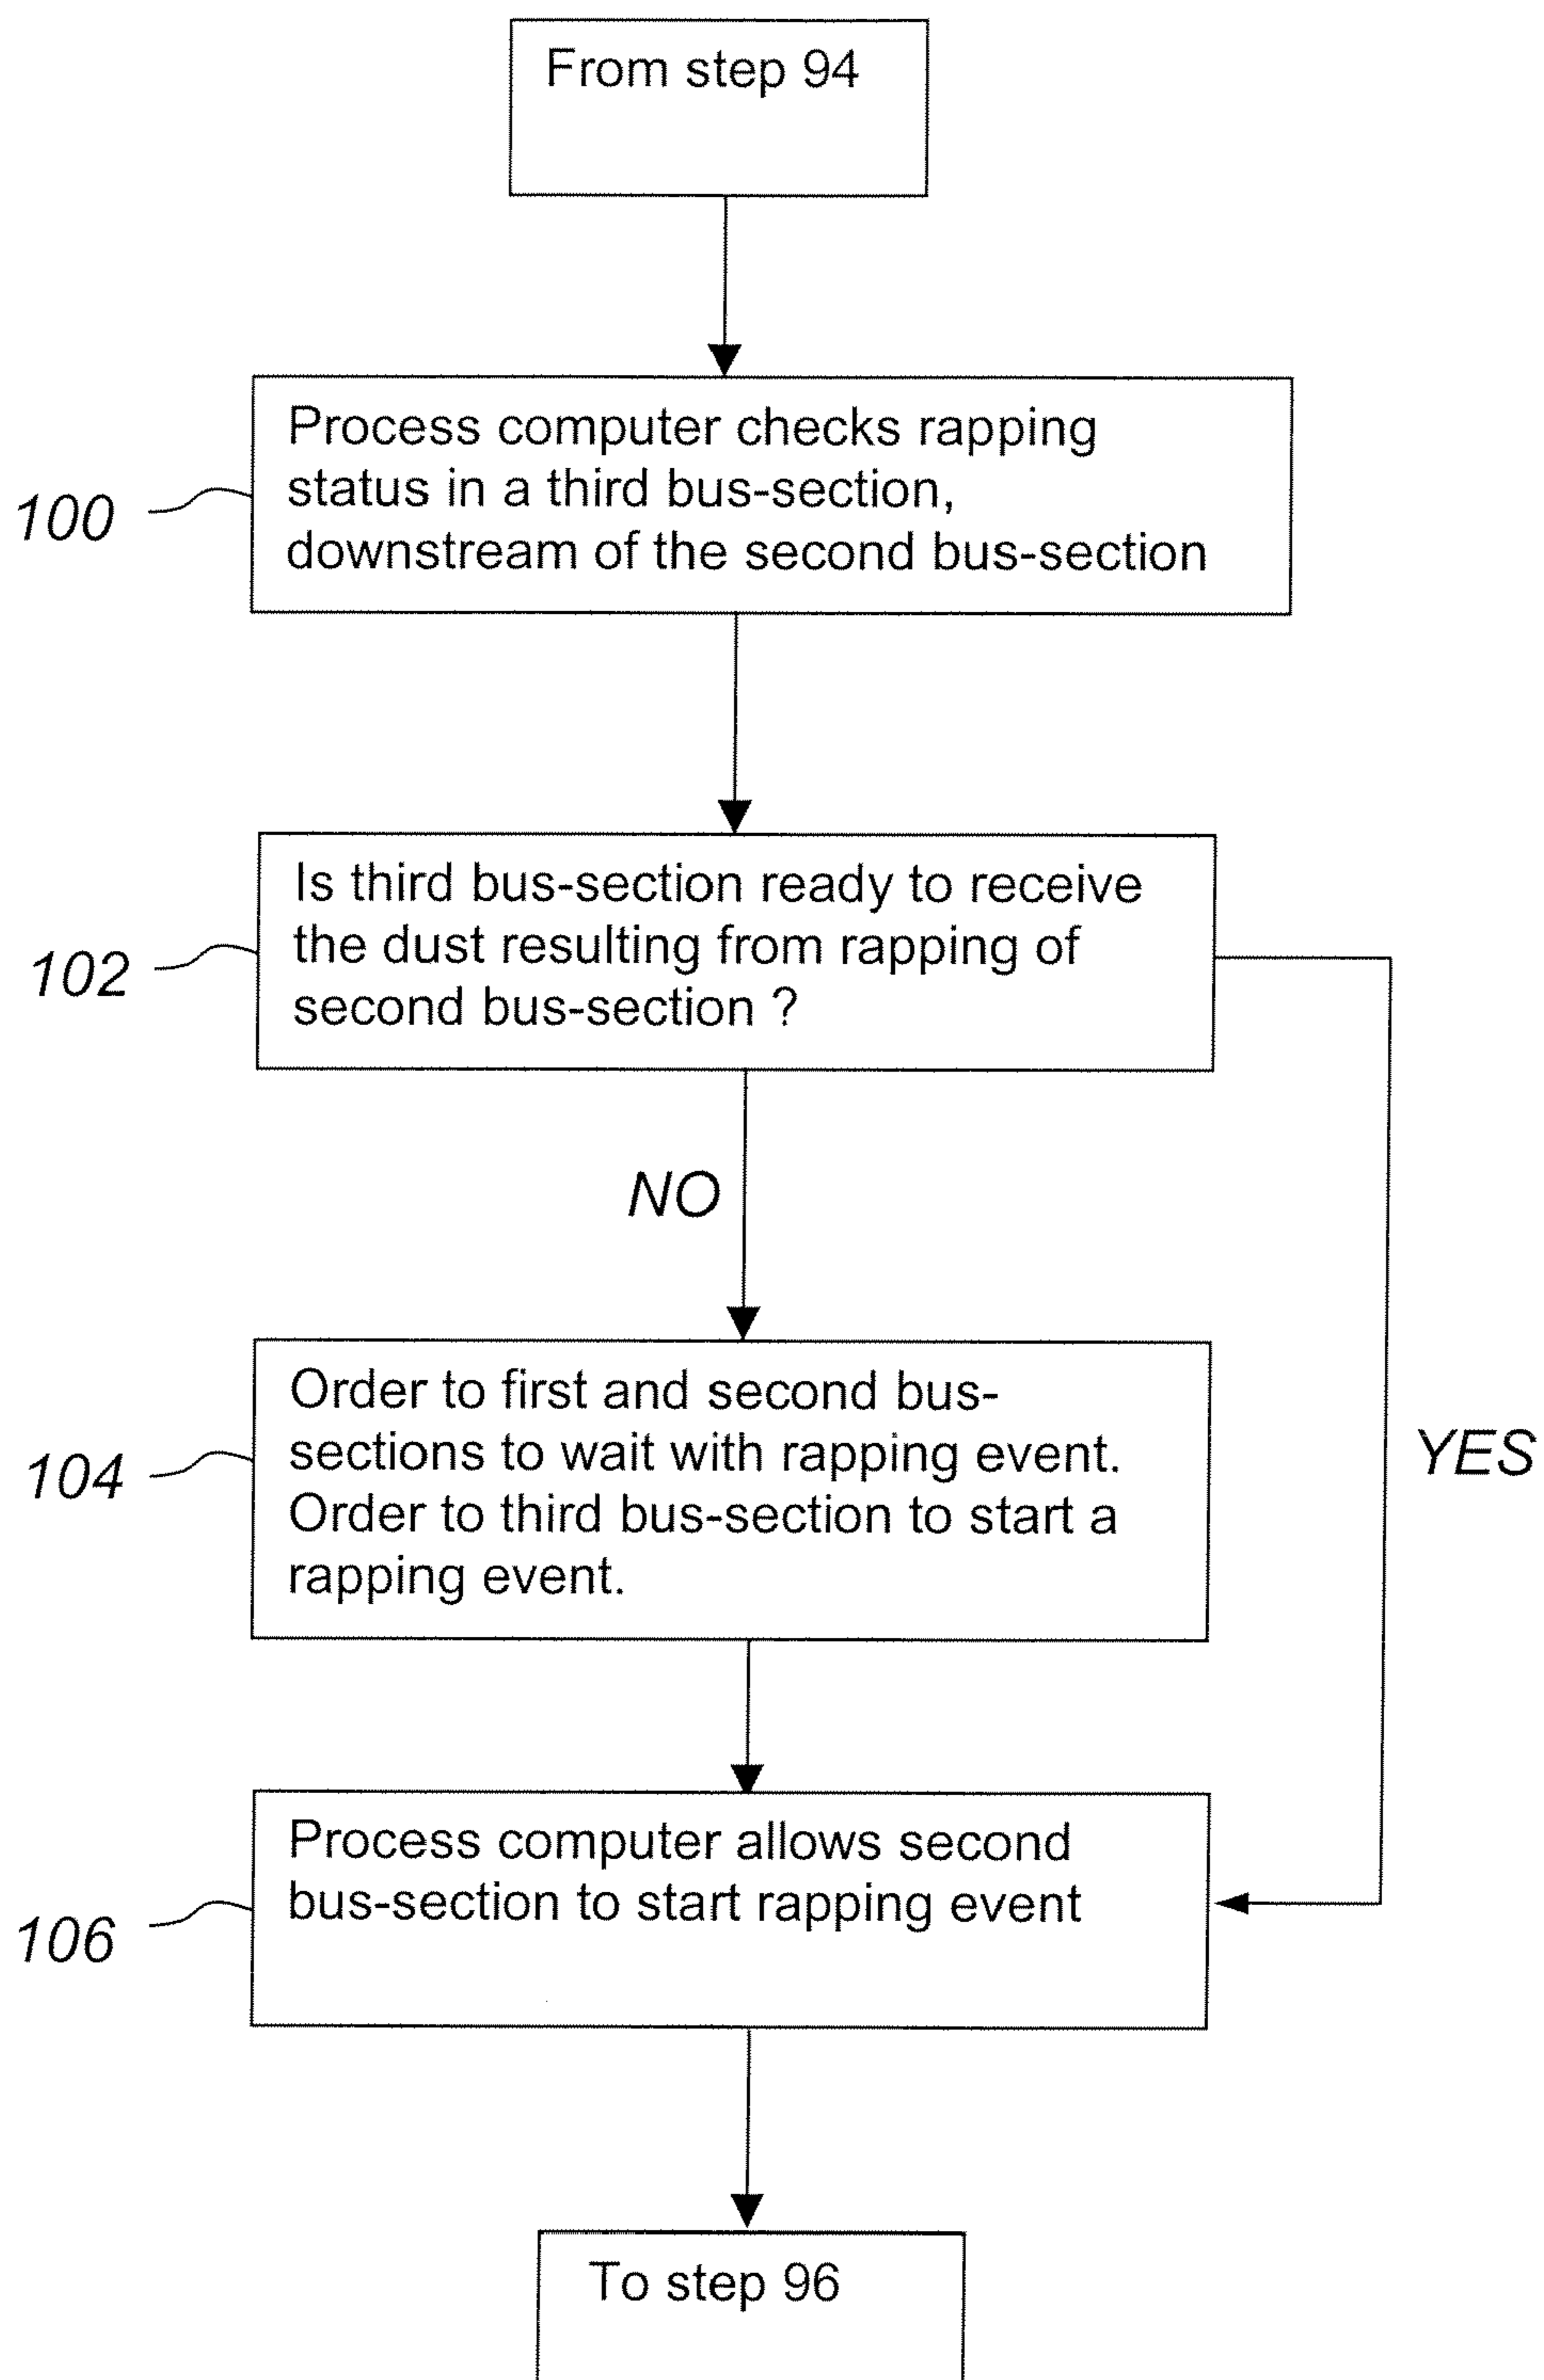 From step 94
Process computer checks rapping
status in a third bus-section,
downstream of the second bus-section
100
Is third bus-section ready to receive
the dust resulting from rapping of
second bus-section ?
102
NO
Order to first and second bus-
sections to wait with rapping event.
Order to third bus-section to start a
rapping event.
104
YES
Process computer allows second
bus-section to start rapping event
106
To step 96